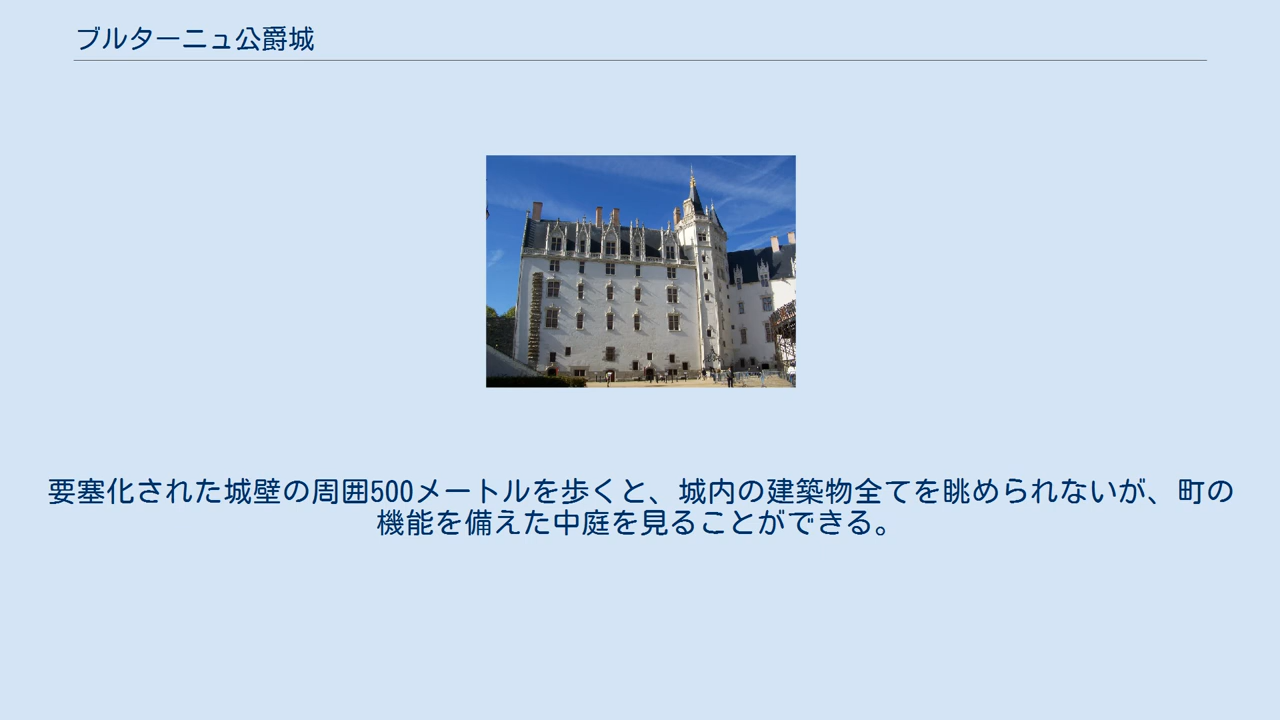 ブルターニュ公爵城
要塞化された城壁の周囲500メートルを歩くと、城内の建築物全てを眺められないが、町の
機能を備えた中庭を見ることができる。